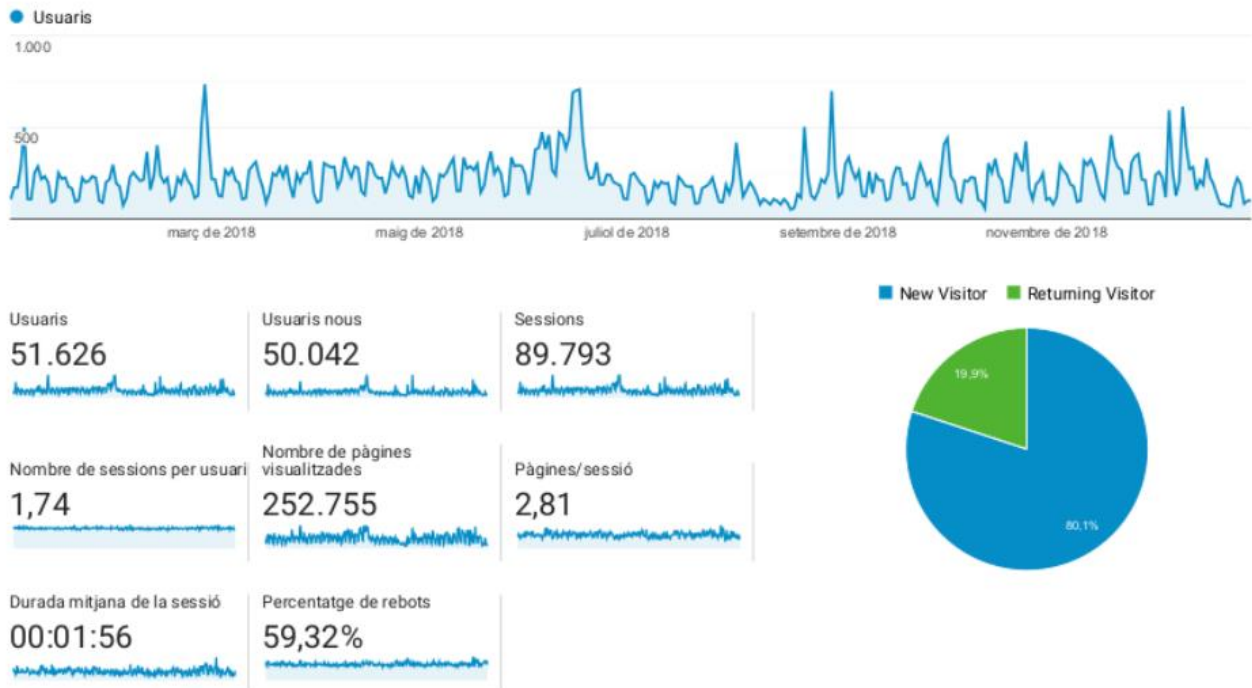 Usuaris
1.000
500
març de 2018
maig de 2018
juliol de 2018
setembre de 2018
novembre de 2018
New Visitor
Returning Visitor
Usuaris
51.626
Usuaris nous
50.042
Sessions
89.793
Nombre de sessions per usuari
1,74
Nombre de pàgines
visualitzades
252.755
Pàgines/sessió
2,81
Durada mitjana de la sessió
00:01:56
Percentatge de rebots
59,32%
19,9%
80,1%